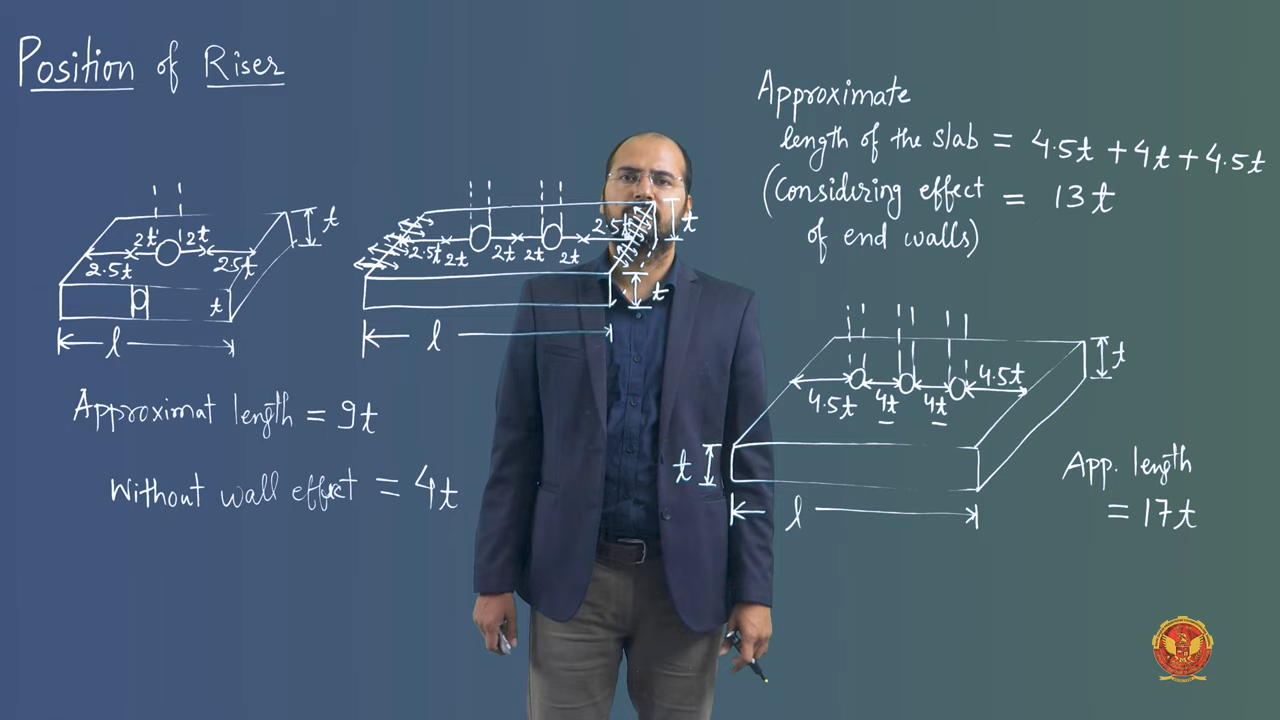 Position of Riser
2t 2t
2.5t 2.5t
t
t
l
Approximat length = 9t
Without wall effect = 4t
2.5t 2t 2t 2t 2t 2.5t
t
t
l
Approximate
length of the slab = 4.5t + 4t + 4.5t
(Considering effect = 13t
of end walls)
4.5t 4t 4t 4.5t
t
t
l
App. length
= 17t